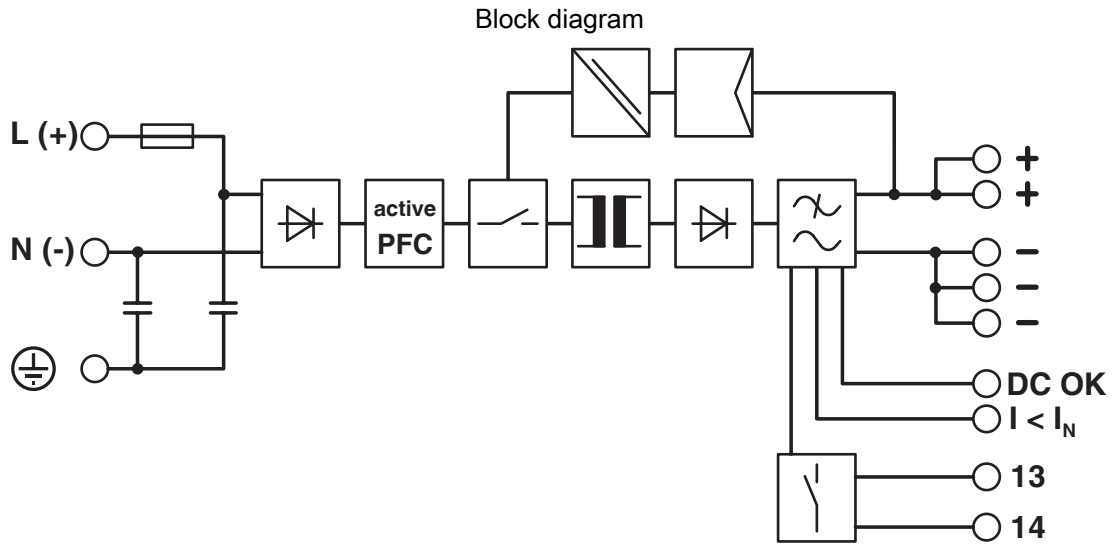 Block diagram
L (+)
active
PFC
N (-)
+
+
−
−
−
DC OK
I < IN
13
14